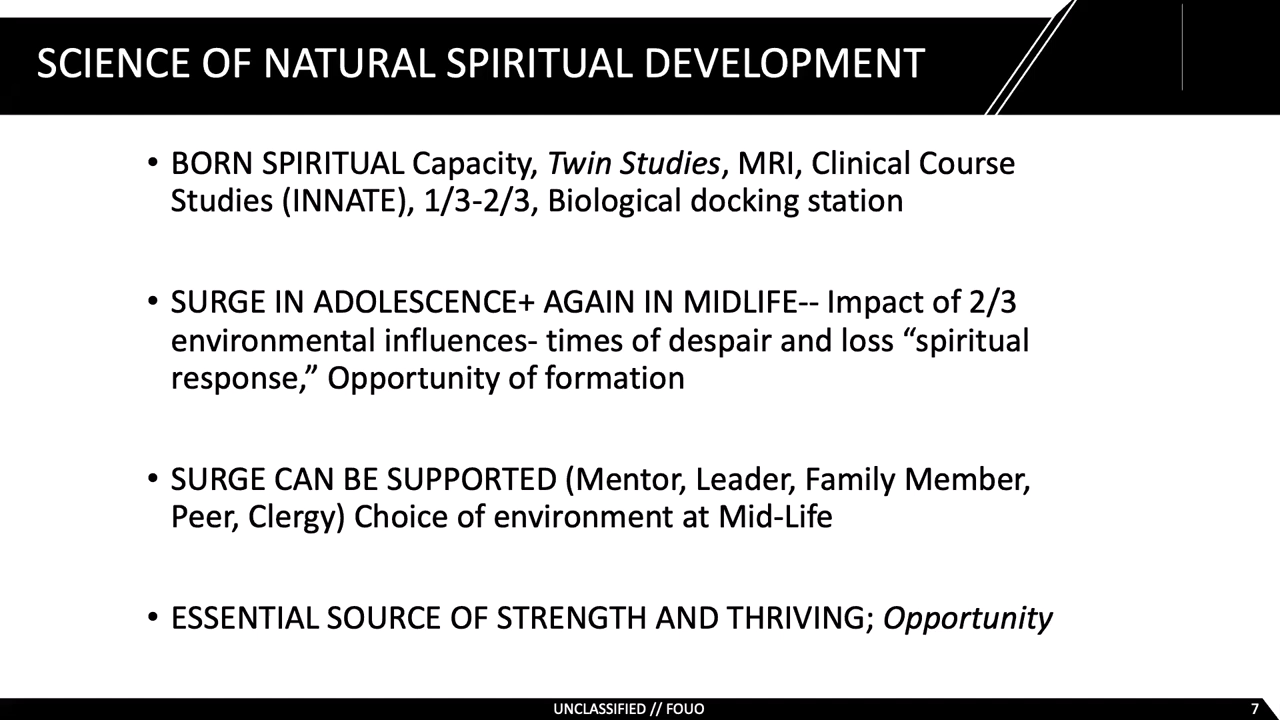 SCIENCE OF NATURAL SPIRITUAL DEVELOPMENT
• BORN SPIRITUAL Capacity, Twin Studies, MRI, Clinical Course
Studies (INNATE), 1/3-2/3, Biological docking station
• SURGE IN ADOLESCENCE+ AGAIN IN MIDLIFE-- Impact of 2/3
environmental influences- times of despair and loss “spiritual
response,” Opportunity of formation
• SURGE CAN BE SUPPORTED (Mentor, Leader, Family Member,
Peer, Clergy) Choice of environment at Mid-Life
• ESSENTIAL SOURCE OF STRENGTH AND THRIVING; Opportunity
UNCLASSIFIED // FOUO
7